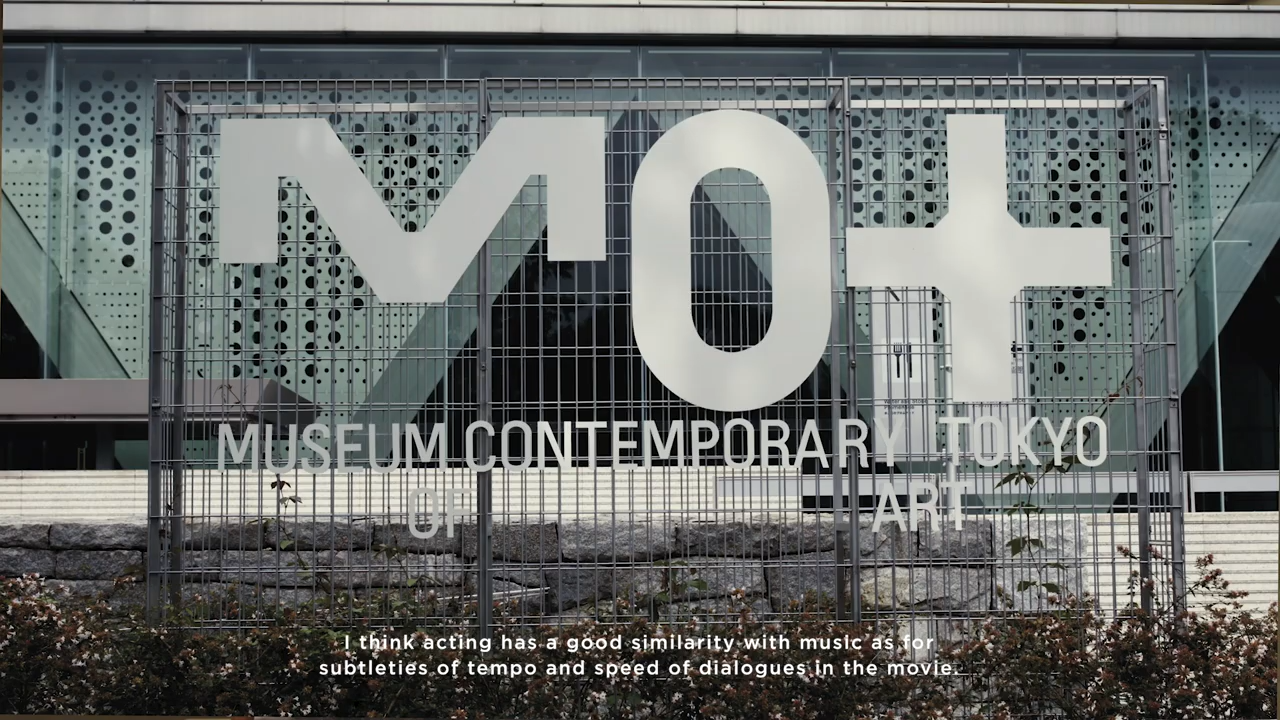 MOT
MUSEUM CONTEMPORARY TOKYO
OF ART
I think acting has a good similarity with music as for
subtleties of tempo and speed of dialogues in the movie.